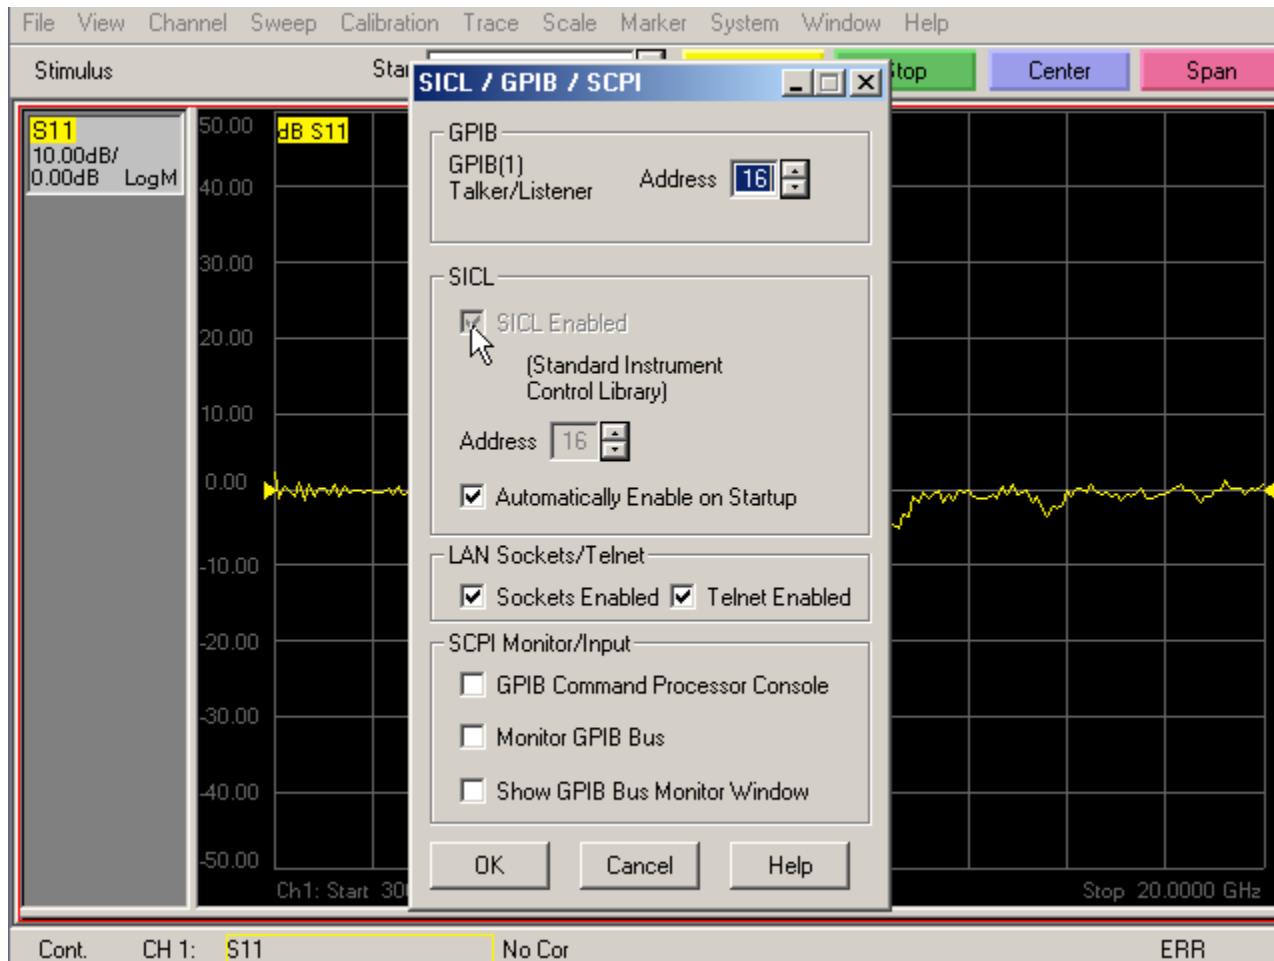 File View Channel Sweep Calibration Trace Scale Marker System Window Help
Stimulus Center Span
SICL / GPIB / SCPI
S11
10.00dB/
0.00dB LogM
dB S11
50.00
40.00
30.00
20.00
10.00
0.00
-10.00
-20.00
-30.00
-40.00
-50.00
GPIB
GPIB(1)
Talker/Listener
Address 16
SICL
SICL Enabled
(Standard Instrument
Control Library)
Address 16
Automatically Enable on Startup
LAN Sockets/Telnet
Sockets Enabled Telnet Enabled
SCPI Monitor/Input
GPIB Command Processor Console
Monitor GPIB Bus
Show GPIB Bus Monitor Window
OK Cancel Help
Ch1: Start Stop 20.0000 GHz
Cont. CH 1: S11 No Cor ERR